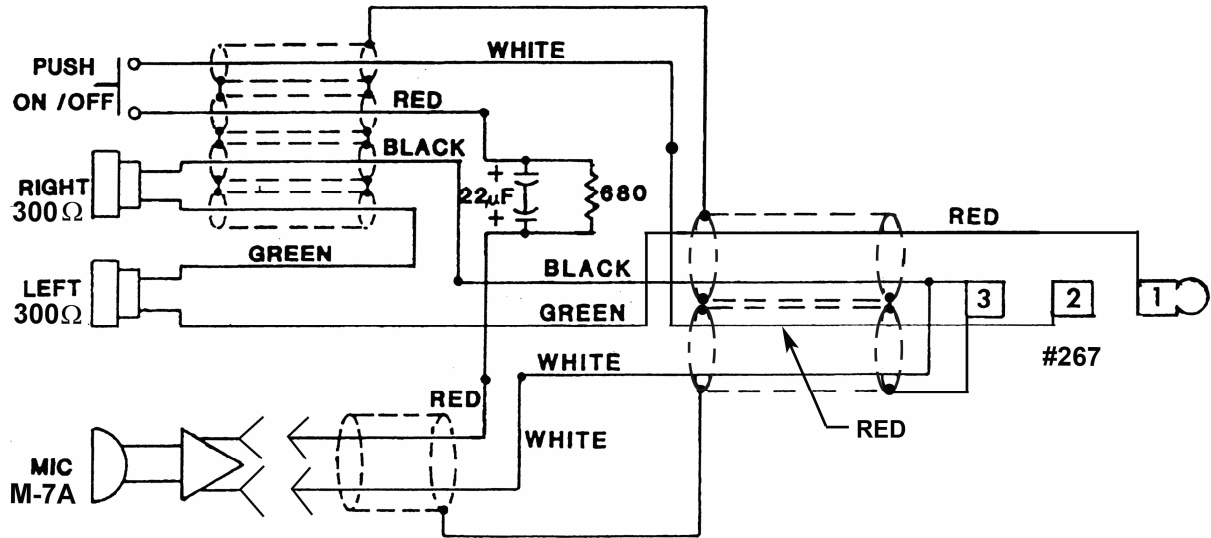 WHITE
PUSH
ON /OFF
RED
BLACK
RIGHT
300Ω
+
22µF
+
680
GREEN
RED
LEFT
300Ω
BLACK
GREEN
3
2
1
#267
WHITE
RED
WHITE
RED
MIC
M-7A